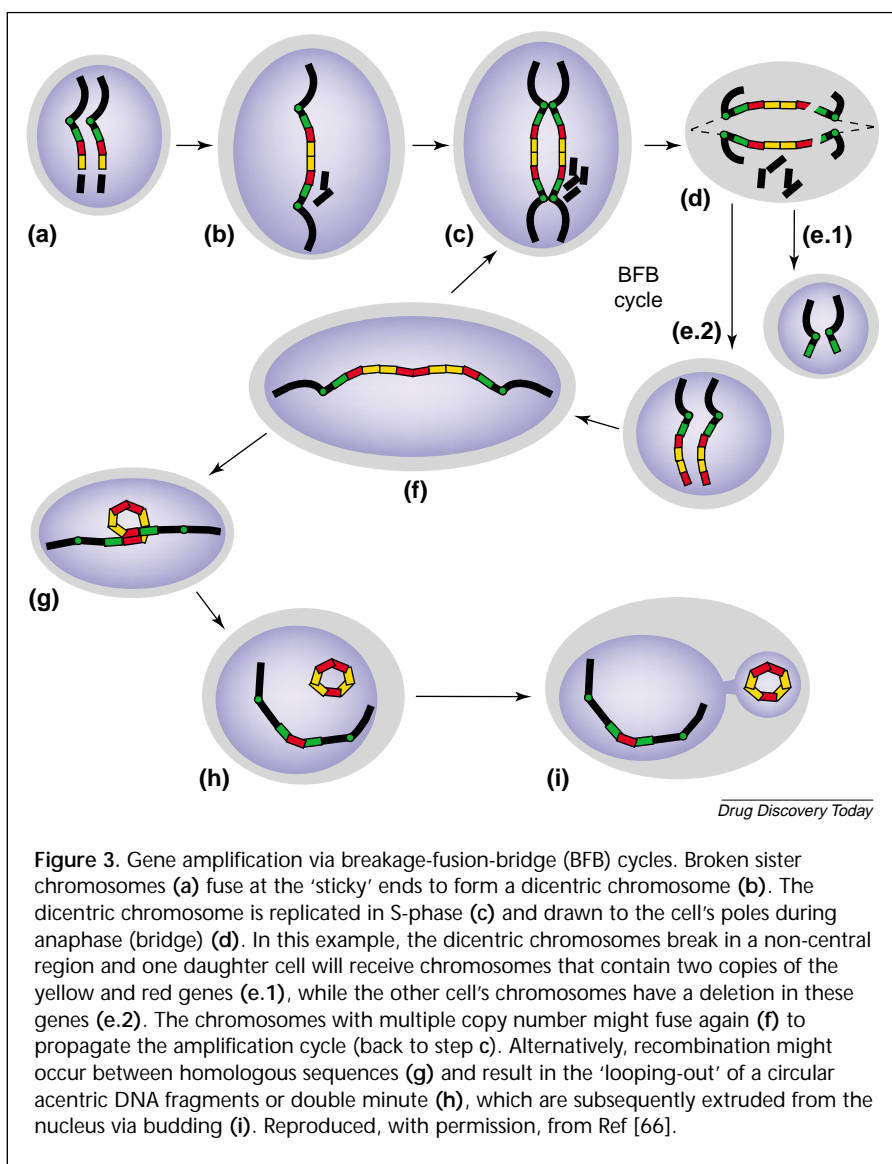 (a)
(b)
(c)
(d)
(e.1)
BFB
cycle
(e.2)
(f)
(g)
(h)
(i)
Drug Discovery Today
Figure 3. Gene amplification via breakage-fusion-bridge (BFB) cycles. Broken sister
chromosomes (a) fuse at the ‘sticky’ ends to form a dicentric chromosome (b). The
dicentric chromosome is replicated in S-phase (c) and drawn to the cell’s poles during
anaphase (bridge) (d). In this example, the dicentric chromosomes break in a non-central
region and one daughter cell will receive chromosomes that contain two copies of the
yellow and red genes (e.1), while the other cell’s chromosomes have a deletion in these
genes (e.2). The chromosomes with multiple copy number might fuse again (f) to
propagate the amplification cycle (back to step c). Alternatively, recombination might
occur between homologous sequences (g) and result in the ‘looping-out’ of a circular
acentric DNA fragments or double minute (h), which are subsequently extruded from the
nucleus via budding (i). Reproduced, with permission, from Ref [66].